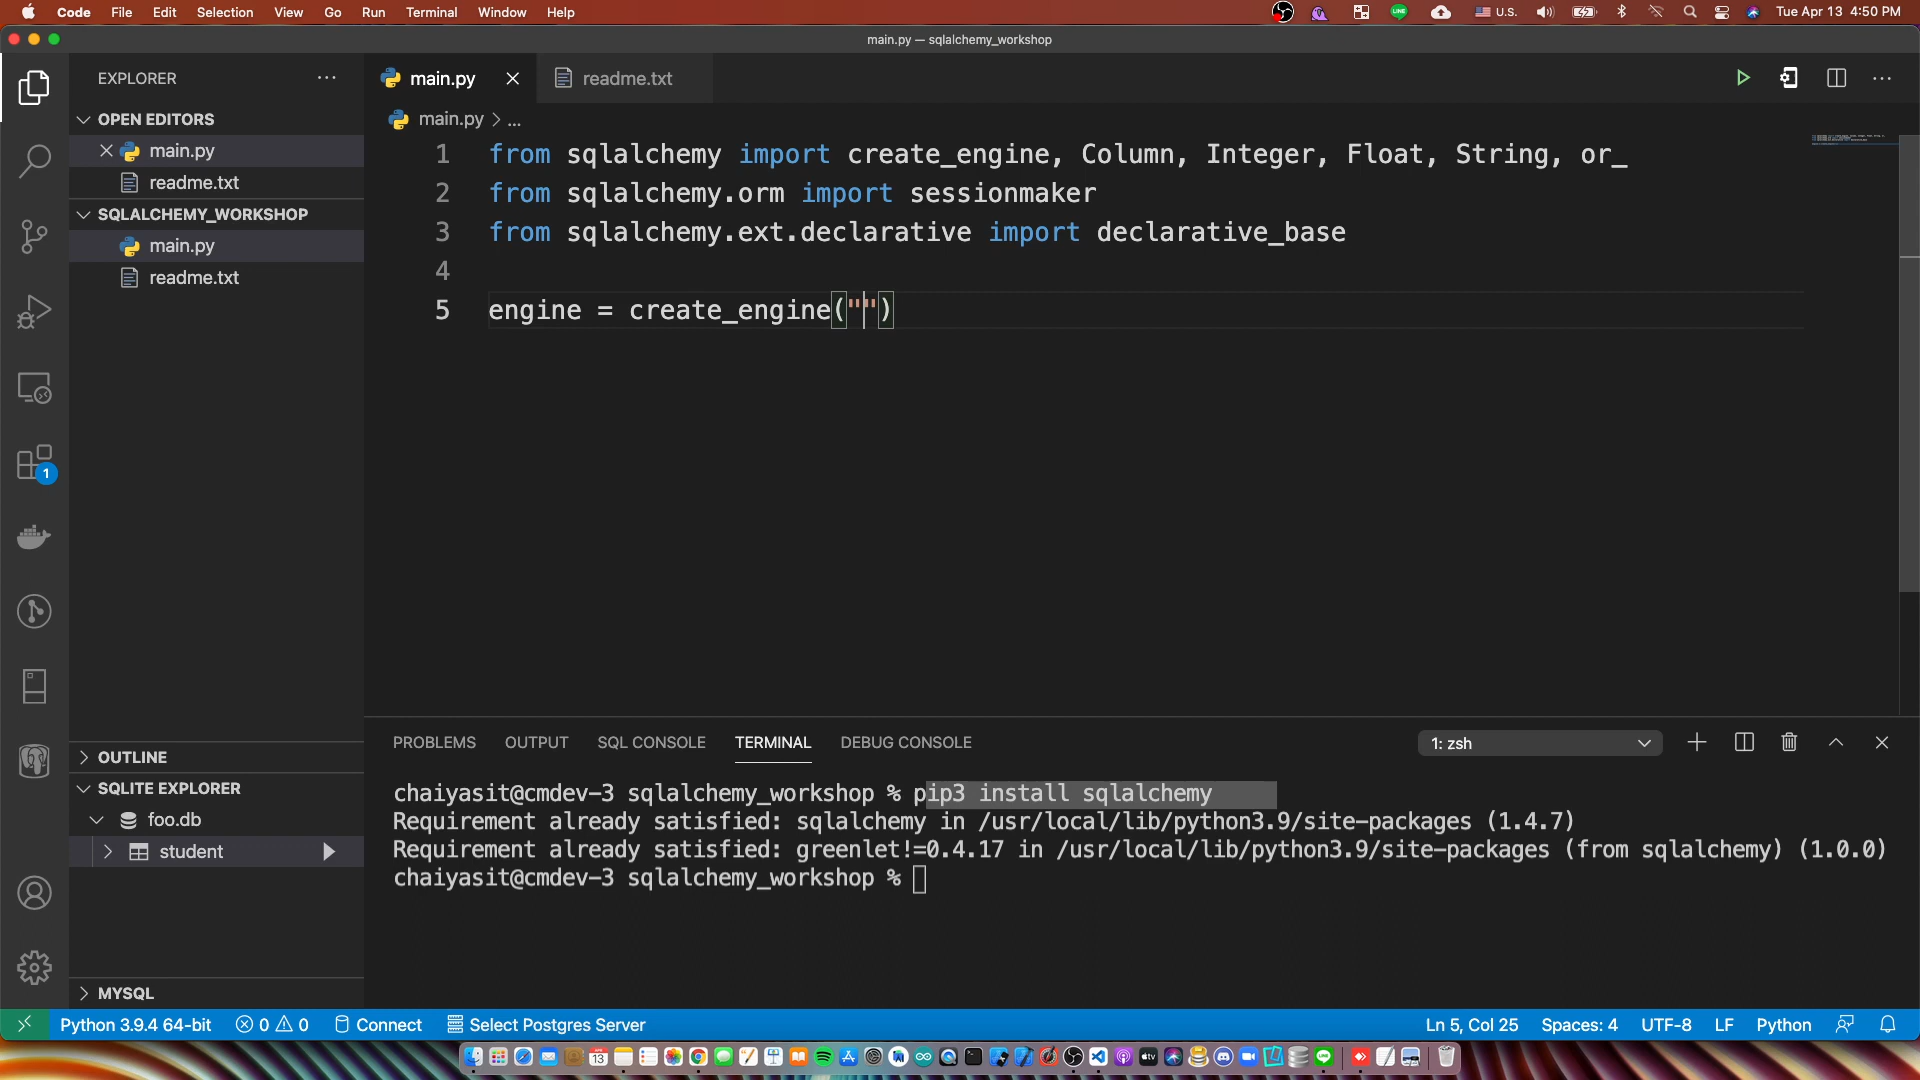 Code File Edit Selection View Go Run Terminal Window Help LINE U.S. Tue Apr 13 4:50 PM
main.py — sqlalchemy_workshop
EXPLORER
OPEN EDITORS
main.py
readme.txt
SQLALCHEMY_WORKSHOP
main.py
readme.txt
OUTLINE
SQLITE EXPLORER
foo.db
student
MYSQL
1
main.py readme.txt
main.py > ...
1 from sqlalchemy import create_engine, Column, Integer, Float, String, or_
2 from sqlalchemy.orm import sessionmaker
3 from sqlalchemy.ext.declarative import declarative_base
4
5 engine = create_engine("")
PROBLEMS OUTPUT SQL CONSOLE TERMINAL DEBUG CONSOLE 1: zsh
chaiyasit@cmdev-3 sqlalchemy_workshop % pip3 install sqlalchemy
Requirement already satisfied: sqlalchemy in /usr/local/lib/python3.9/site-packages (1.4.7)
Requirement already satisfied: greenlet!=0.4.17 in /usr/local/lib/python3.9/site-packages (from sqlalchemy) (1.0.0)
chaiyasit@cmdev-3 sqlalchemy_workshop %
Python 3.9.4 64-bit 0 0 Connect Select Postgres Server Ln 5, Col 25 Spaces: 4 UTF-8 LF Python
13